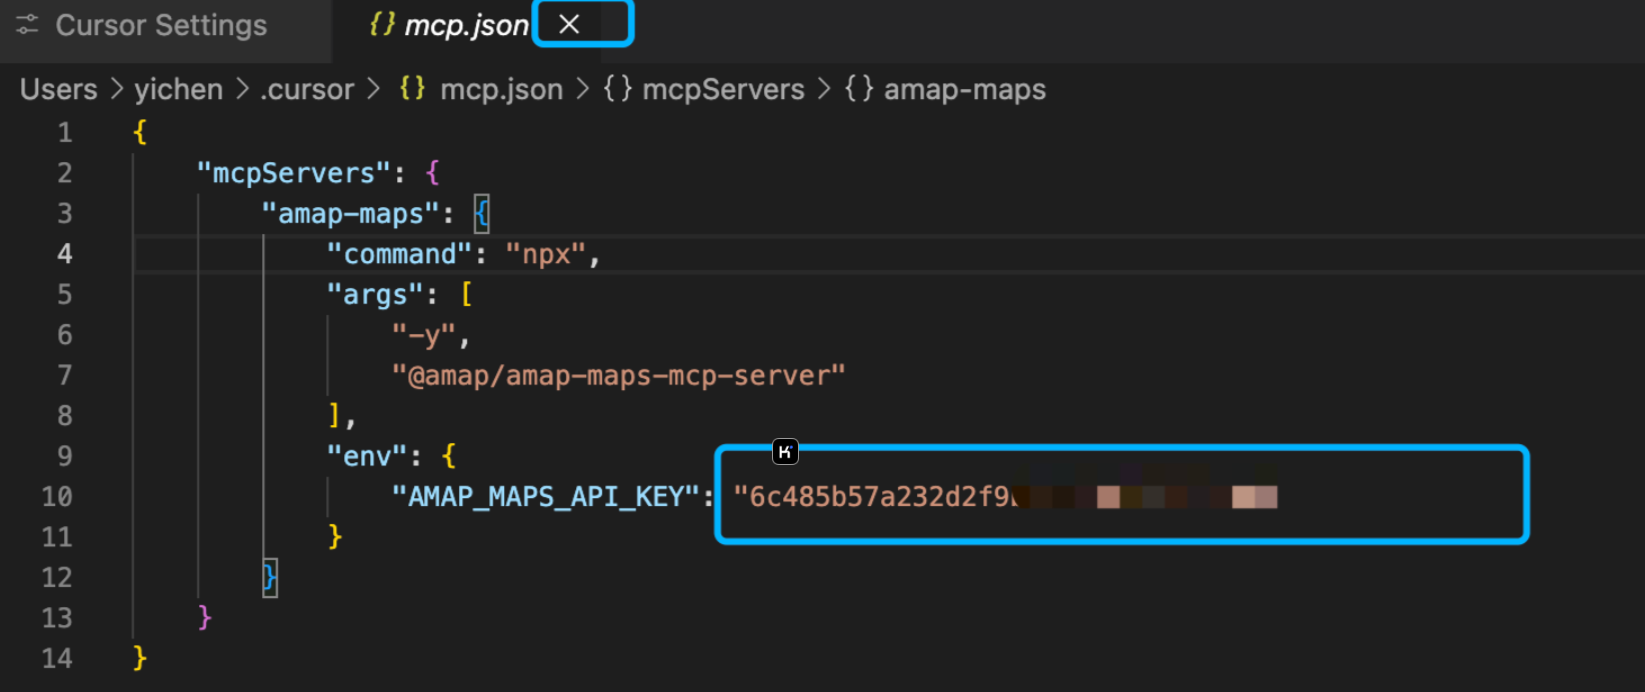 Cursor Settings {} mcp.json ×
Users > yichen > .cursor > {} mcp.json > {} mcpServers > {} amap-maps
1 {
2 "mcpServers": {
3 "amap-maps": {
4 "command": "npx",
5 "args": [
6 "-y",
7 "@amap/amap-maps-mcp-server"
8 ],
9 "env": {
K
10 "AMAP_MAPS_API_KEY": "6c485b57a232d2f9
11 }
12 }
13 }
14 }